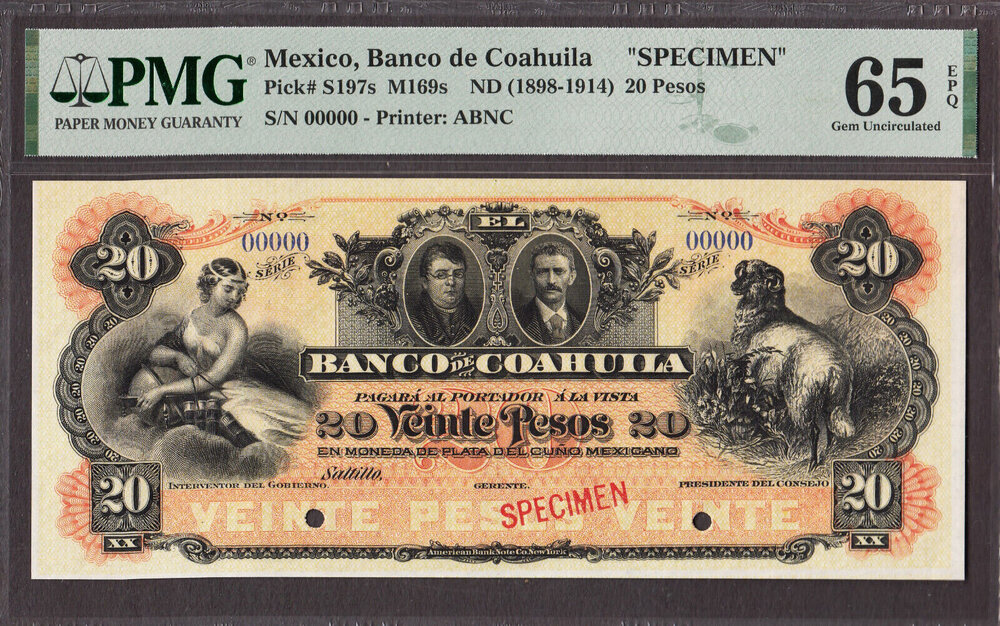 PMG®
PAPER MONEY GUARANTY
Mexico, Banco de Coahuila "SPECIMEN"
Pick# S197s M169s ND (1898-1914) 20 Pesos
S/N 00000 - Printer: ABNC
65
EPQ
Gem Uncirculated
20
Nº
00000
SÉRIE
EL
Nº
00000
SÉRIE
20
BANCO DE COAHUILA
PAGARÁ AL PORTADOR Á LA VISTA
20 Veinte Pesos 20
EN MONEDA DE PLATA DEL CUÑO MEXICANO
Saltillo,
INTERVENTOR DEL GOBIERNO.
GERENTE.
PRESIDENTE DEL CONSEJO
20
XX
VEINTE PESOS VEINTE
SPECIMEN
20
XX
American Bank Note Co. New York